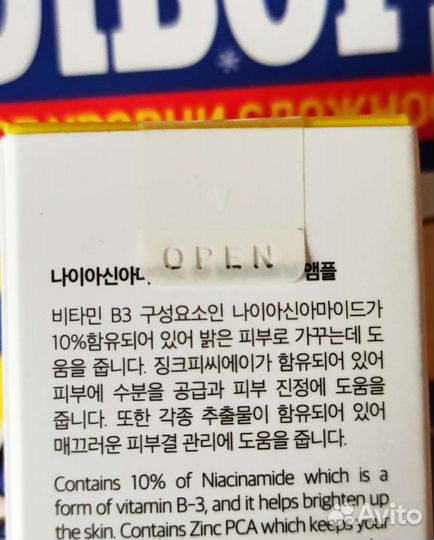 СЛОЖНО
OPEN
나이아신아마 앰플
비타민 B3 구성요소인 나이아신아마이드가
10%함유되어 있어 밝은 피부로 가꾸는데 도
움을 줍니다. 징크피씨에이가 함유되어 있어
피부에 수분을 공급과 피부 진정에 도움을
줍니다. 또한 각종 추출물이 함유되어 있어
매끄러운 피부결 관리에 도움을 줍니다.
Contains 10% of Niacinamide which is a
form of vitamin B-3, and it helps brighten up
the skin. Contains Zinc PCA which keeps your
Avito